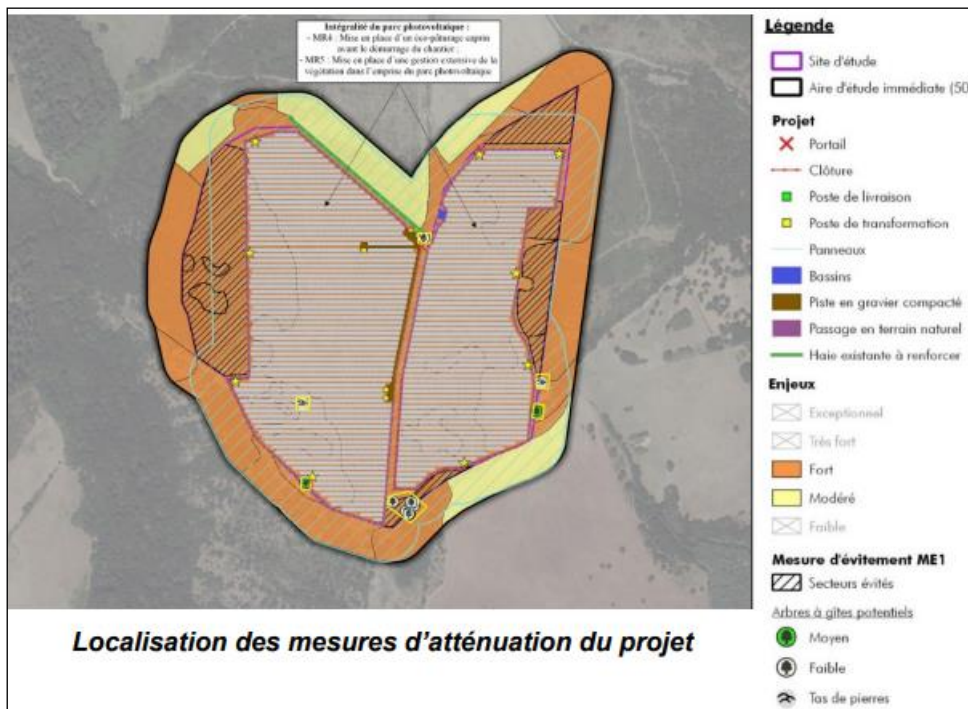 Intégralité du parc photovoltaïque :
- MR4 : Mise en place d'un éco-pâturage caprin
avant le démarrage du chantier ;
- MR5 : Mise en place d'une gestion extensive de la
végétation dans l'emprise du parc photovoltaïque
Légende
Site d'étude
Aire d'étude immédiate (50
Projet
Portail
Clôture
Poste de livraison
Poste de transformation
Panneaux
Bassins
Piste en gravier compacté
Passage en terrain naturel
Haie existante à renforcer
Enjeux
Exceptionnel
Très fort
Fort
Modéré
Faible
Mesure d'évitement ME1
Secteurs évités
Arbres à gîtes potentiels
Moyen
Faible
Tas de pierres
Localisation des mesures d'atténuation du projet